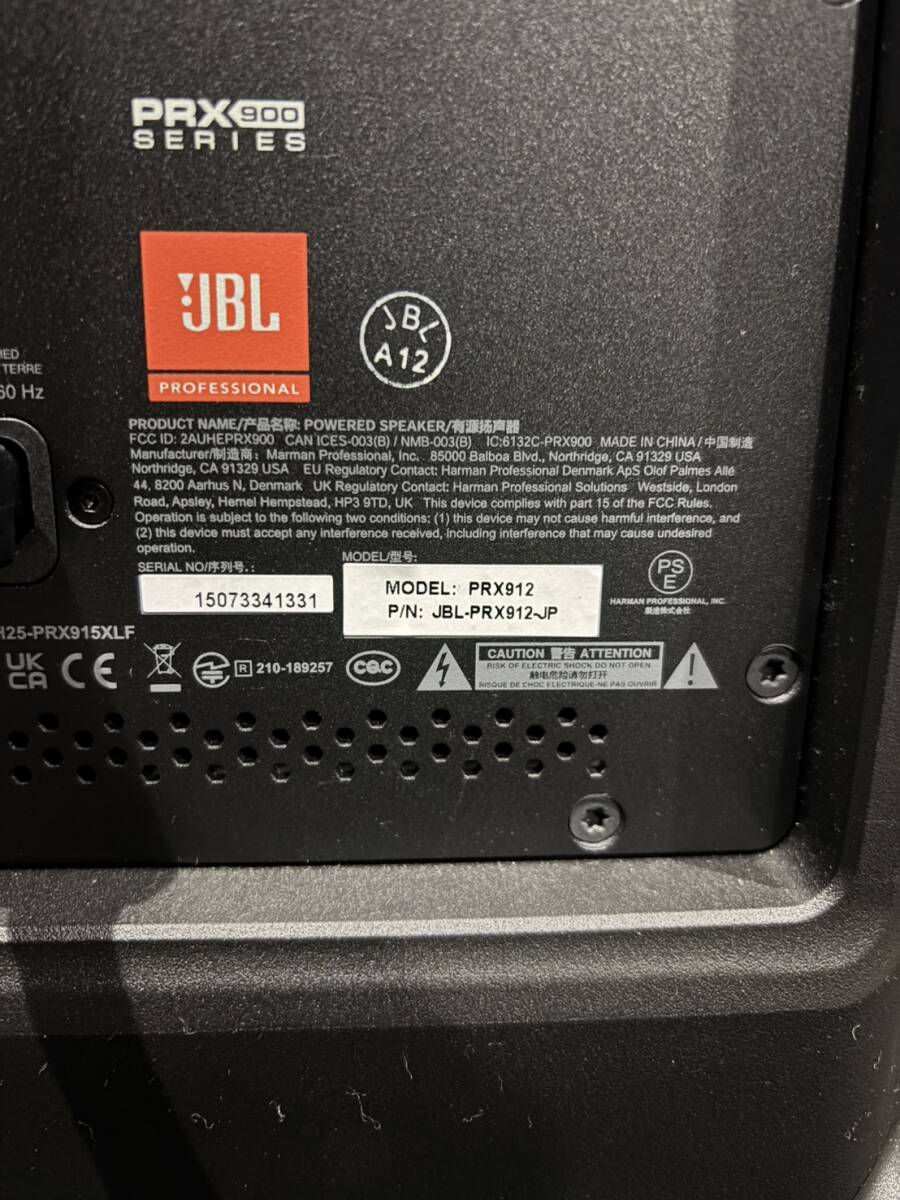 PRX 900
SERIES
JBL
PROFESSIONAL
JBL
A12
TERRE
60 Hz
PRODUCT NAME/产品名称: POWERED SPEAKER/有源扬声器
FCC ID: 2AUHEPRX900 CAN ICES-003(B) / NMB-003(B) IC:6132C-PRX900 MADE IN CHINA / 中国制造
Manufacturer/制造商: Marman Professional, Inc. 85000 Balboa Blvd., Northridge, CA 91329 USA
Northridge, CA 91329 USA EU Regulatory Contact: Harman Professional Denmark ApS Olof Palmes Allé
44, 8200 Aarhus N, Denmark UK Regulatory Contact: Harman Professional Solutions Westside, London
Road, Apsley, Hemel Hempstead, HP3 9TD, UK This device complies with part 15 of the FCC Rules.
Operation is subject to the following two conditions: (1) this device may not cause harmful interference, and
(2) this device must accept any interference received, including interference that may cause undesired
operation.
SERIAL NO/序列号.:
15073341331
MODEL/型号:
MODEL: PRX912
P/N: JBL-PRX912-JP
PS
E
HARMAN PROFESSIONAL, INC.
製造株式会社
H25-PRX915XLF
UK
CA
CE
R 210-189257
CQC
CAUTION 警告 ATTENTION
RISK OF ELECTRIC SHOCK DO NOT OPEN
触电危险请勿打开
RISQUE DE CHOC ELECTRIQUE-NE PAS OUVRIR